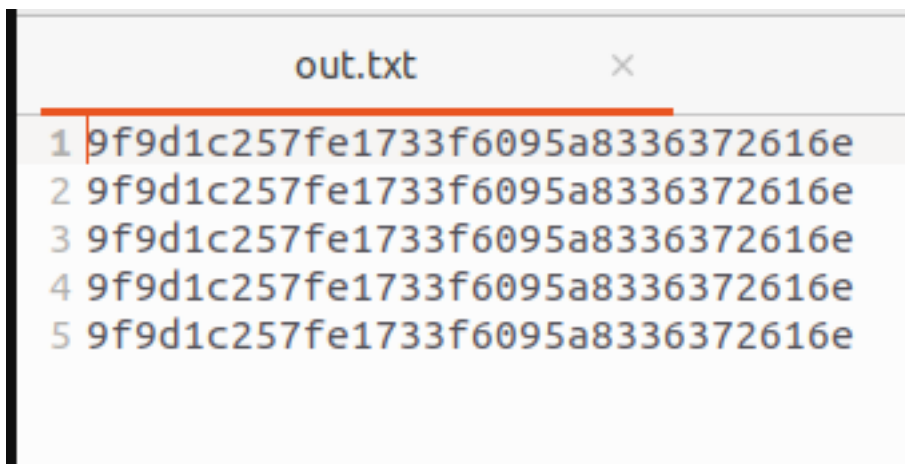 out.txt ×
1 9f9d1c257fe1733f6095a8336372616e
2 9f9d1c257fe1733f6095a8336372616e
3 9f9d1c257fe1733f6095a8336372616e
4 9f9d1c257fe1733f6095a8336372616e
5 9f9d1c257fe1733f6095a8336372616e